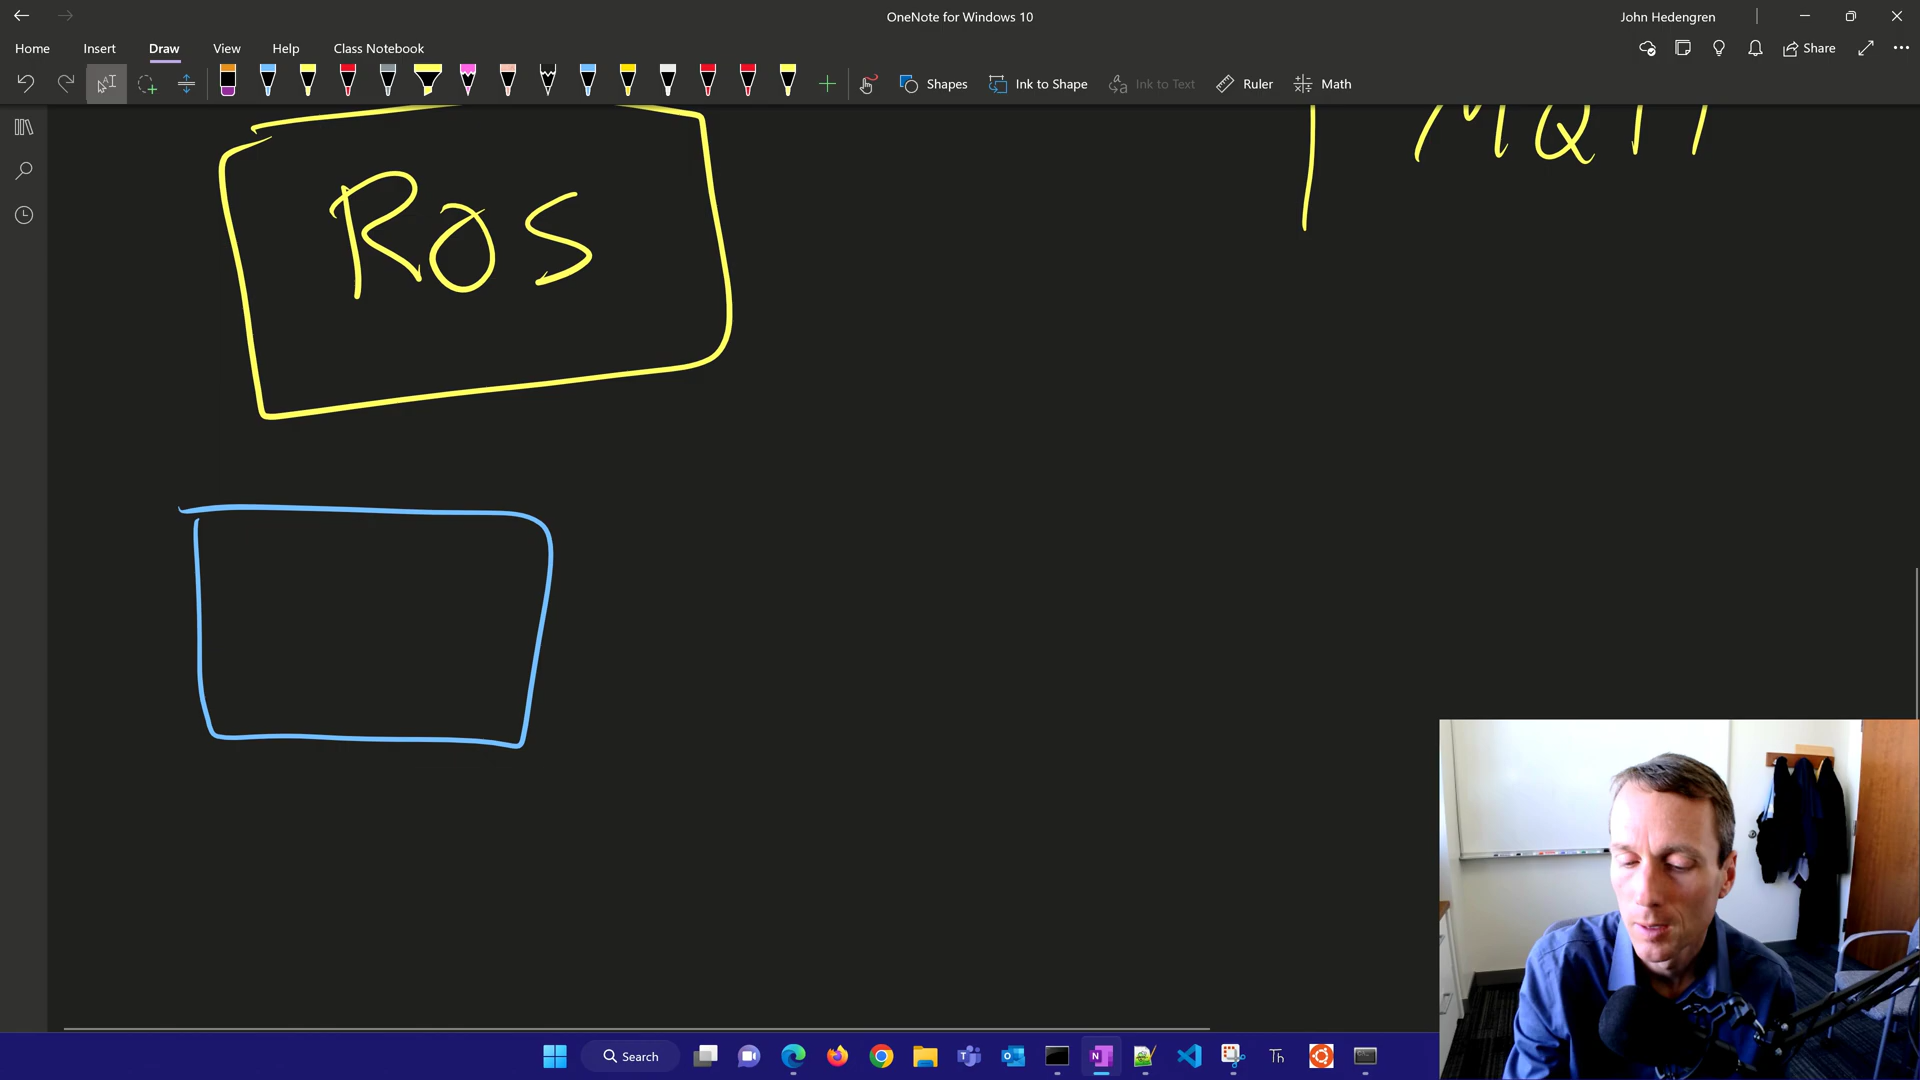 OneNote for Windows 10
John Hedengren
Home Insert Draw View Help Class Notebook
Share
Shapes
Ink to Shape
Ink to Text
Ruler
Math
MQTT
Ros
Search
Th